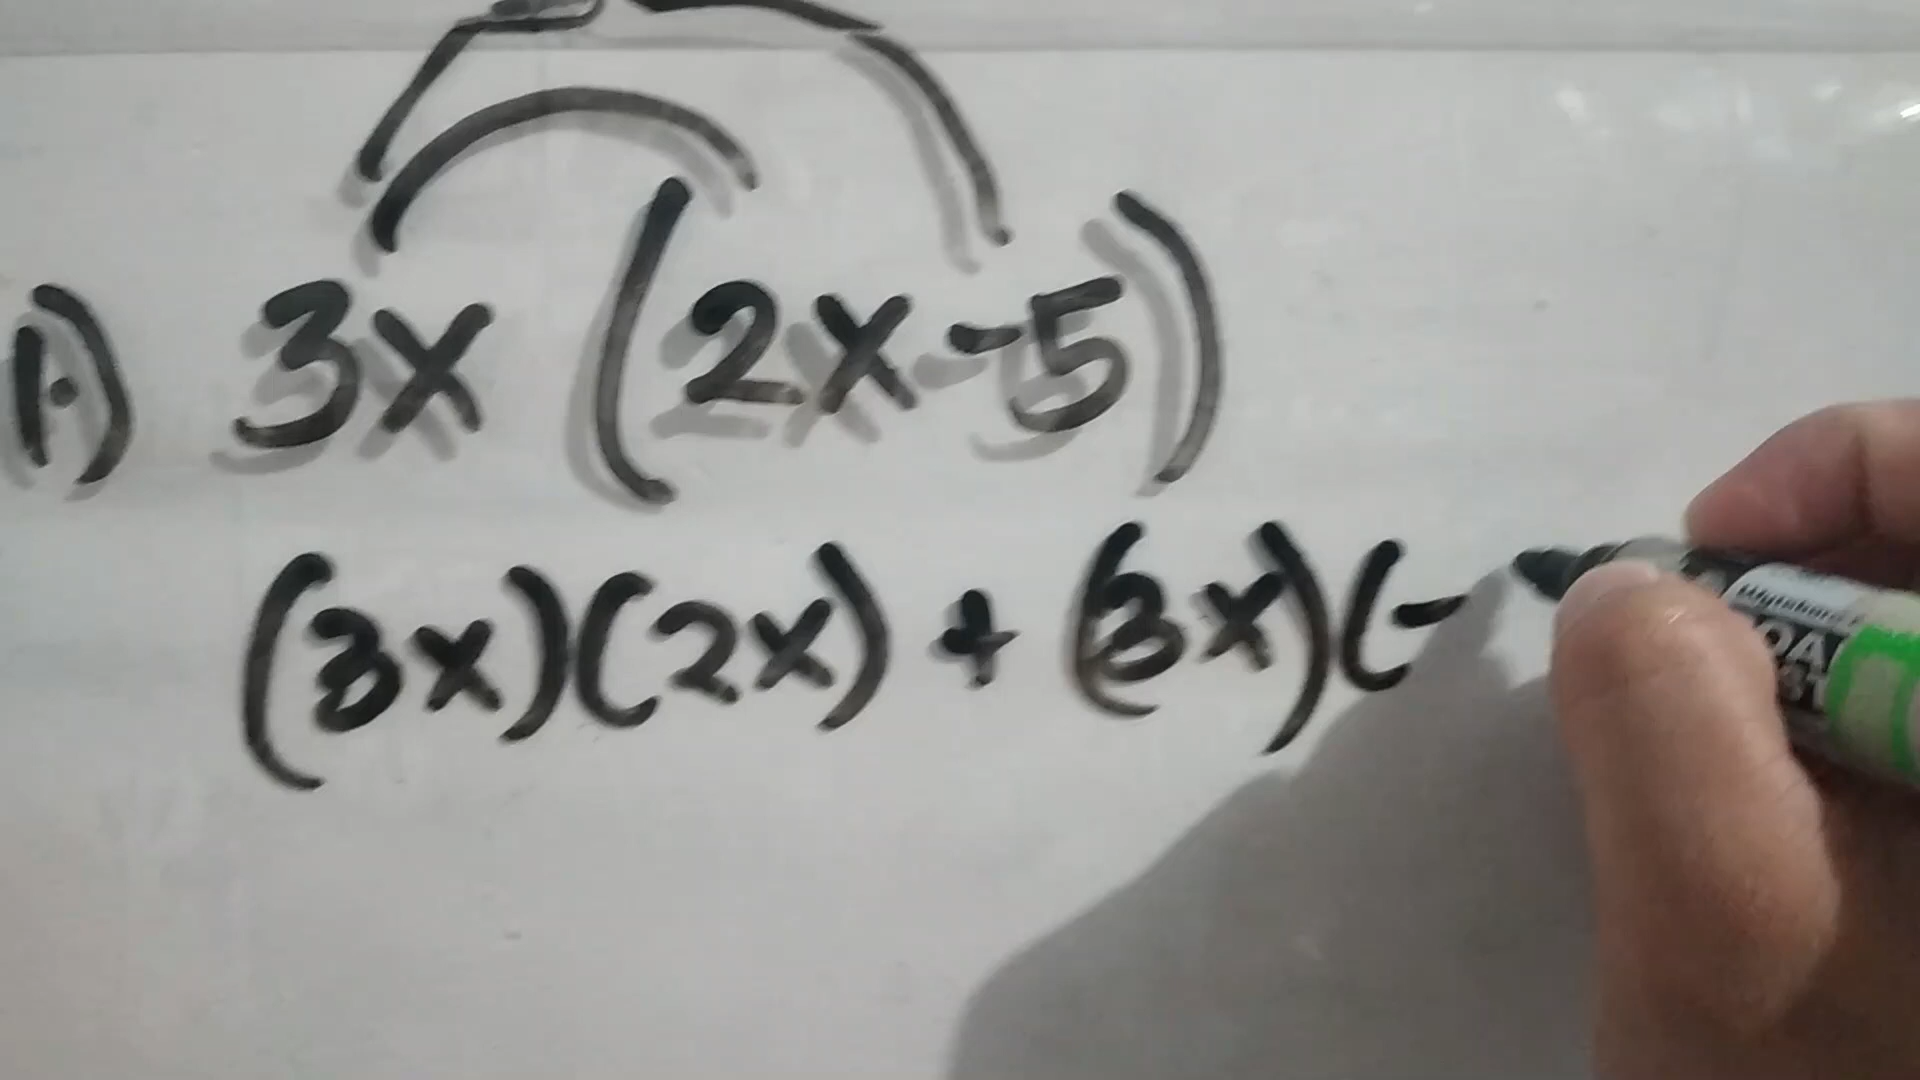 1.) 3x (2x-5)
(3x)(2x) + (3x)(-